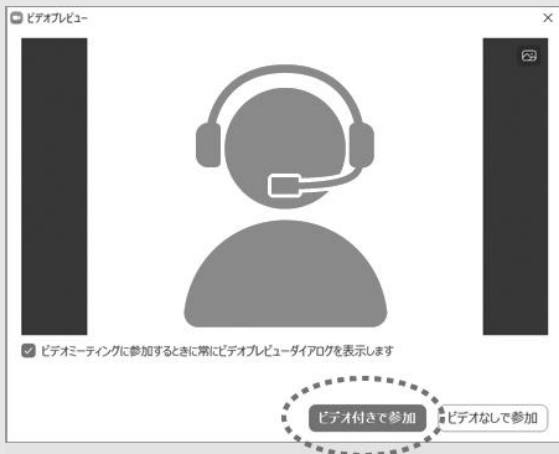 ビデオプレビュー
ビデオミーティングに参加するときに常にビデオプレビューダイアログを表示します
ビデオ付きで参加
ビデオなしで参加